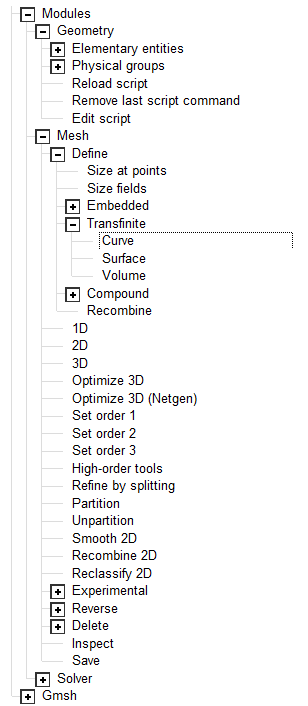 Modules
Geometry
Elementary entities
Physical groups
Reload script
Remove last script command
Edit script
Mesh
Define
Size at points
Size fields
Embedded
Transfinite
Curve
Surface
Volume
Compound
Recombine
1D
2D
3D
Optimize 3D
Optimize 3D (Netgen)
Set order 1
Set order 2
Set order 3
High-order tools
Refine by splitting
Partition
Unpartition
Smooth 2D
Recombine 2D
Reclassify 2D
Experimental
Reverse
Delete
Inspect
Save
Solver
Gmsh